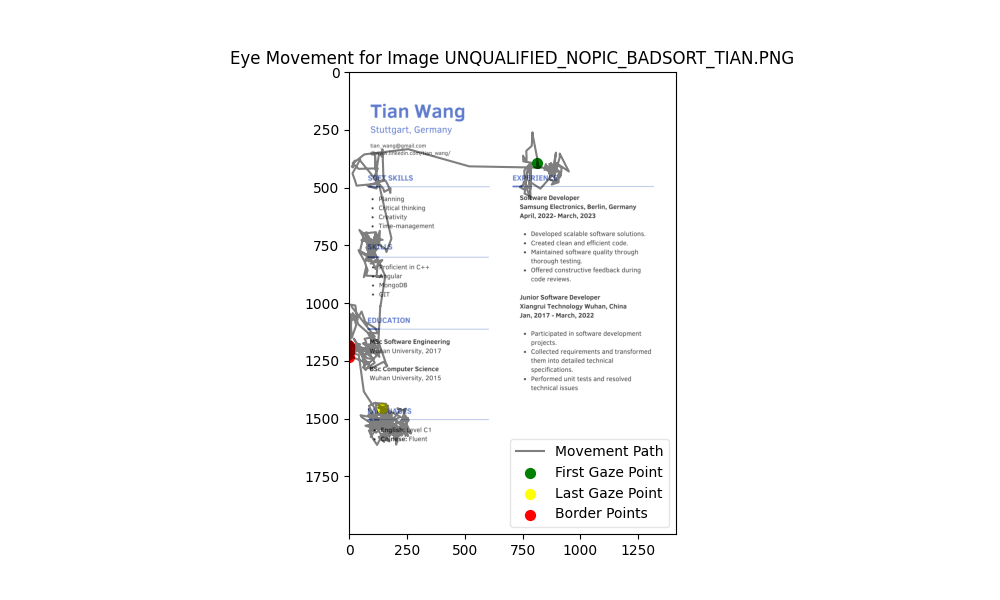 Eye Movement for Image UNQUALIFIED_NOPIC_BADSORT_TIAN.PNG
0
250
500
750
1000
1250
1500
1750
0
250
500
750
1000
1250
Tian Wang
Stuttgart, Germany
tian_wang@gmail.com
SOFT SKILLS
Planning
Critical thinking
Creativity
Time-management
SKILLS
Proficient in C++
Angular
MongoDB
GIT
EDUCATION
MSc Software Engineering
Wuhan University, 2017
BSc Computer Science
Wuhan University, 2015
English: Level C1
Chinese: Fluent
EXPERIENCE
Software Developer
Samsung Electronics, Berlin, Germany
April, 2022- March, 2023
Developed scalable software solutions.
Created clean and efficient code.
Maintained software quality through
thorough testing.
Offered constructive feedback during
code reviews.
Junior Software Developer
Xiangrui Technology Wuhan, China
Jan, 2017 - March, 2022
Participated in software development
projects.
Collected requirements and transformed
them into detailed technical
specifications.
Performed unit tests and resolved
technical issues
Movement Path
First Gaze Point
Last Gaze Point
Border Points